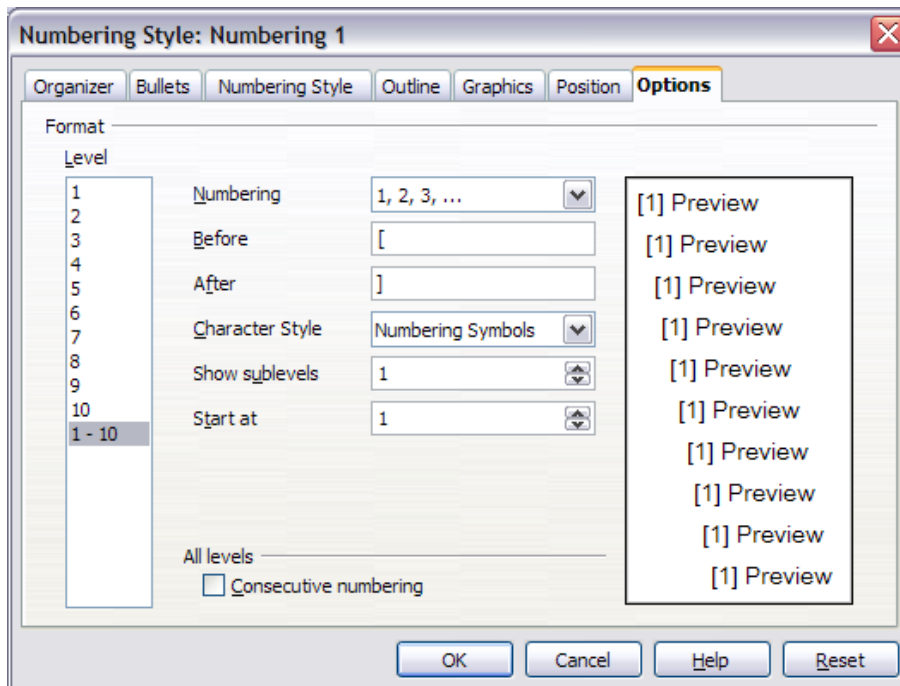 Numbering Style: Numbering 1
Organizer Bullets Numbering Style Outline Graphics Position Options
Format
Level
1
2
3
4
5
6
7
8
9
10
1 - 10
Numbering 1, 2, 3, ...
Before [
After ]
Character Style Numbering Symbols
Show sublevels 1
Start at 1
All levels
Consecutive numbering
[1] Preview
[1] Preview
[1] Preview
[1] Preview
[1] Preview
[1] Preview
[1] Preview
[1] Preview
[1] Preview
[1] Preview
OK Cancel Help Reset